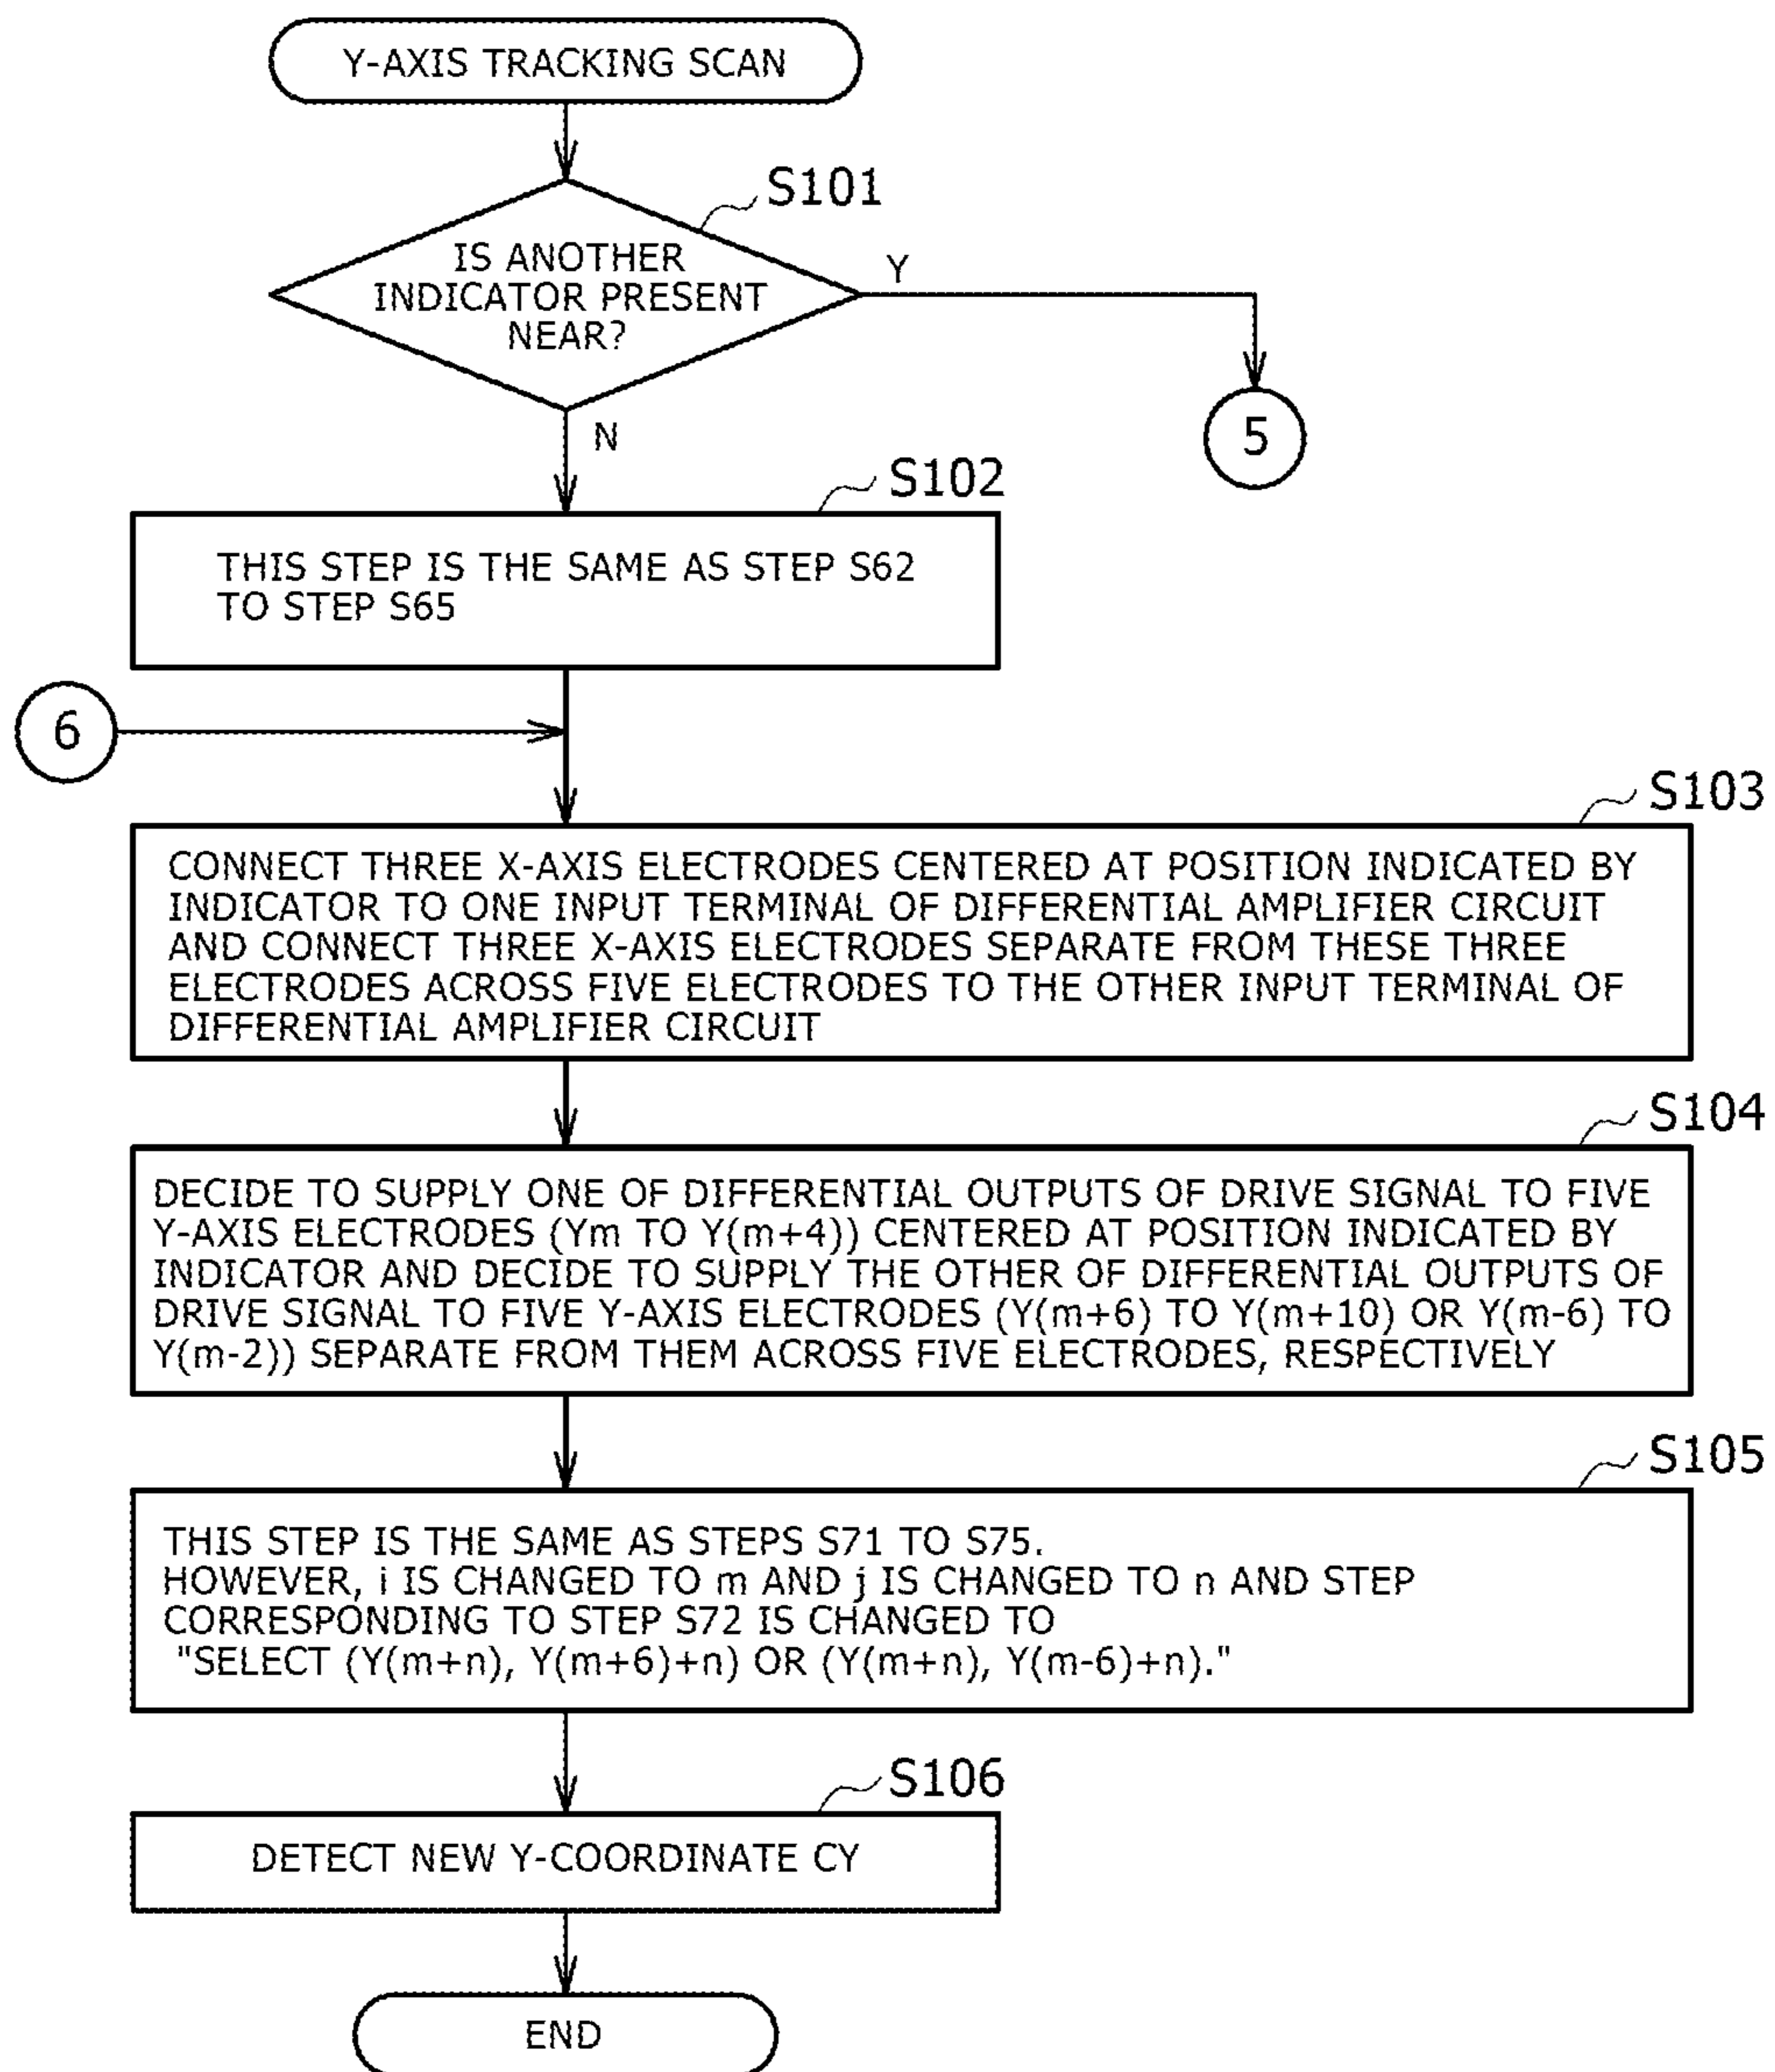 Y-AXIS TRACKING SCAN
S101
IS ANOTHER
INDICATOR PRESENT
NEAR?
Y
5
N
S102
THIS STEP IS THE SAME AS STEP S62
TO STEP S65
6
S103
CONNECT THREE X-AXIS ELECTRODES CENTERED AT POSITION INDICATED BY
INDICATOR TO ONE INPUT TERMINAL OF DIFFERENTIAL AMPLIFIER CIRCUIT
AND CONNECT THREE X-AXIS ELECTRODES SEPARATE FROM THESE THREE
ELECTRODES ACROSS FIVE ELECTRODES TO THE OTHER INPUT TERMINAL OF
DIFFERENTIAL AMPLIFIER CIRCUIT
S104
DECIDE TO SUPPLY ONE OF DIFFERENTIAL OUTPUTS OF DRIVE SIGNAL TO FIVE
Y-AXIS ELECTRODES (Ym TO Y(m+4)) CENTERED AT POSITION INDICATED BY
INDICATOR AND DECIDE TO SUPPLY THE OTHER OF DIFFERENTIAL OUTPUTS OF
DRIVE SIGNAL TO FIVE Y-AXIS ELECTRODES (Y(m+6) TO Y(m+10) OR Y(m-6) TO
Y(m-2)) SEPARATE FROM THEM ACROSS FIVE ELECTRODES, RESPECTIVELY
S105
THIS STEP IS THE SAME AS STEPS S71 TO S75.
HOWEVER, i IS CHANGED TO m AND j IS CHANGED TO n AND STEP
CORRESPONDING TO STEP S72 IS CHANGED TO
"SELECT (Y(m+n), Y(m+6)+n) OR (Y(m+n), Y(m-6)+n)."
S106
DETECT NEW Y-COORDINATE CY
END